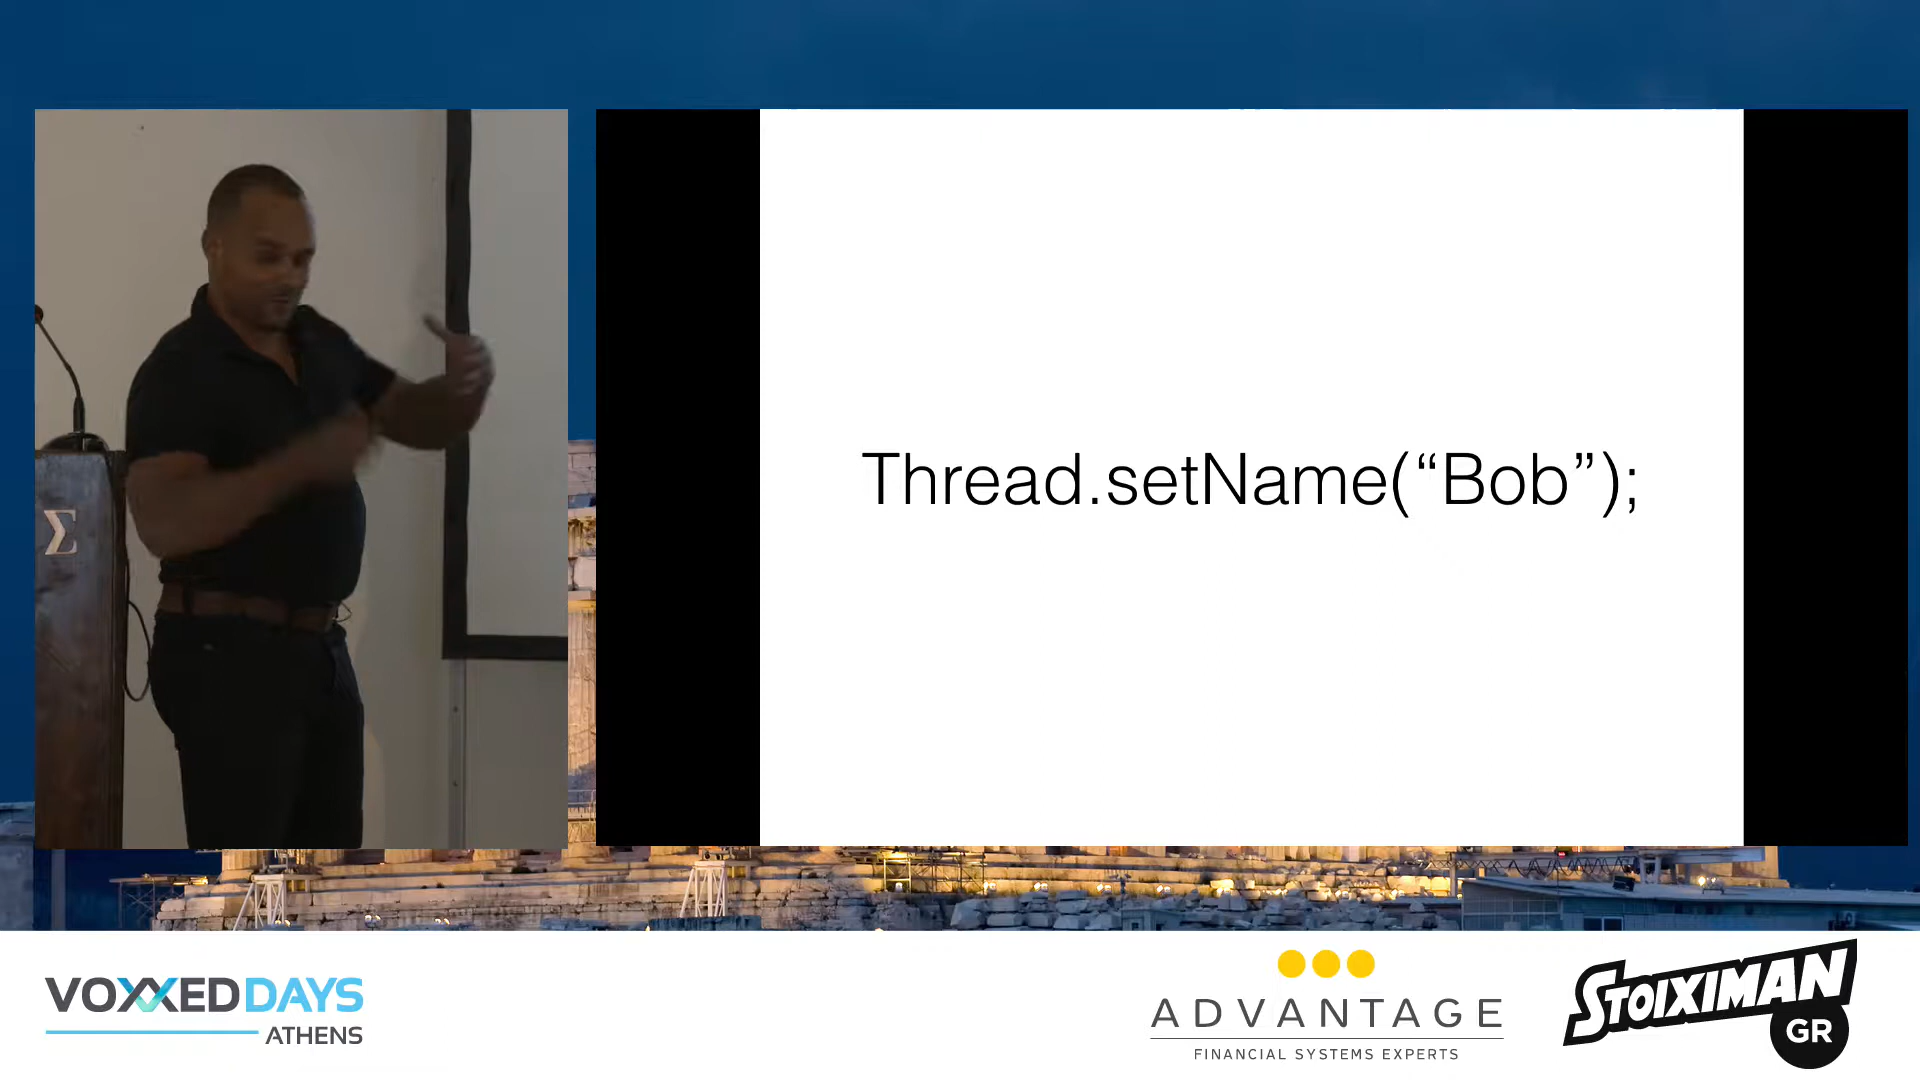 Σ
Thread.setName(“Bob”);
VOXXEDDAYS
ATHENS
ADVANTAGE
FINANCIAL SYSTEMS EXPERTS
STOIXIMAN
GR